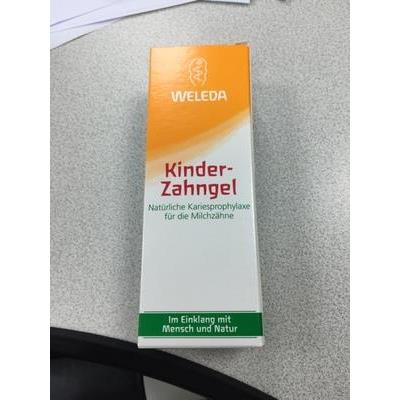 WELEDA
Kinder-
Zahngel
Natürliche Kariesprophylaxe
für die Milchzähne
Im Einklang mit
Mensch und Natur